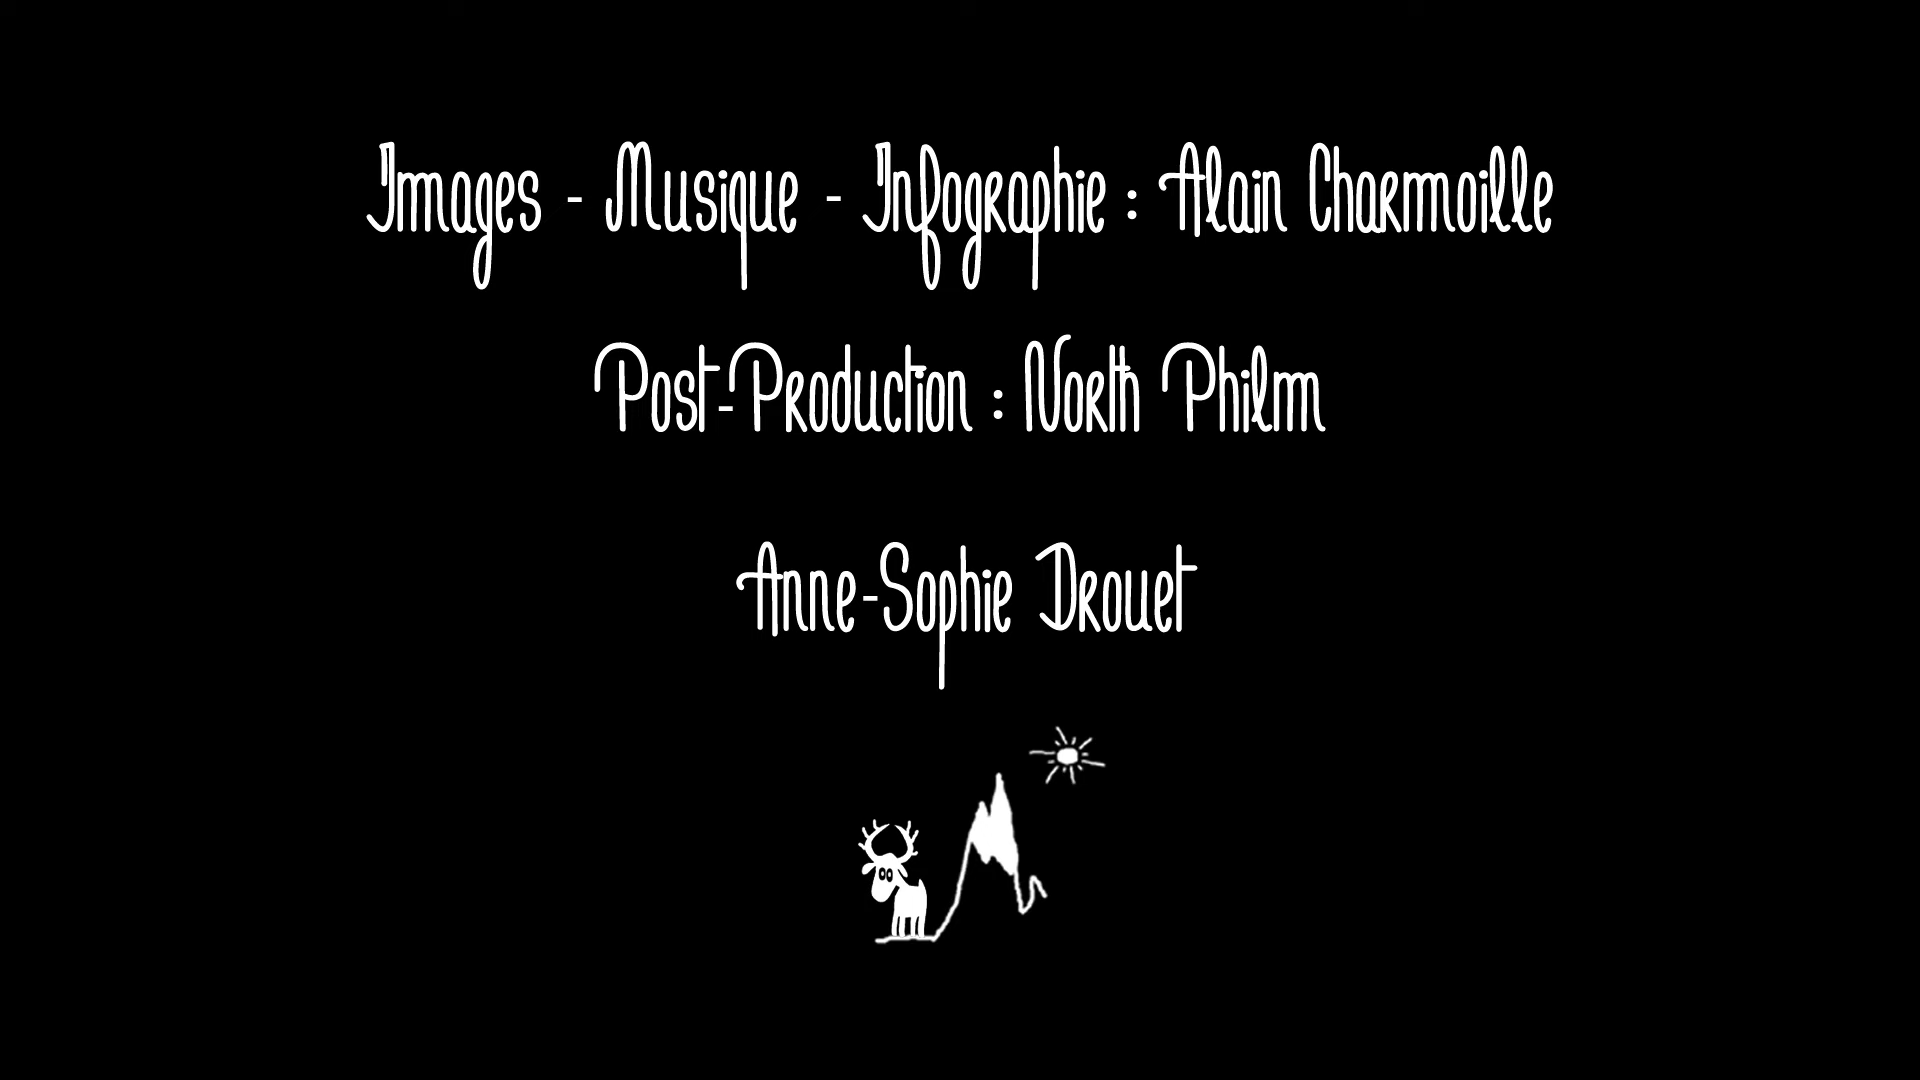 Images - Musique - Infographie : Alain Charmoille
Post-Production : North Philm
Anne-Sophie Drouet